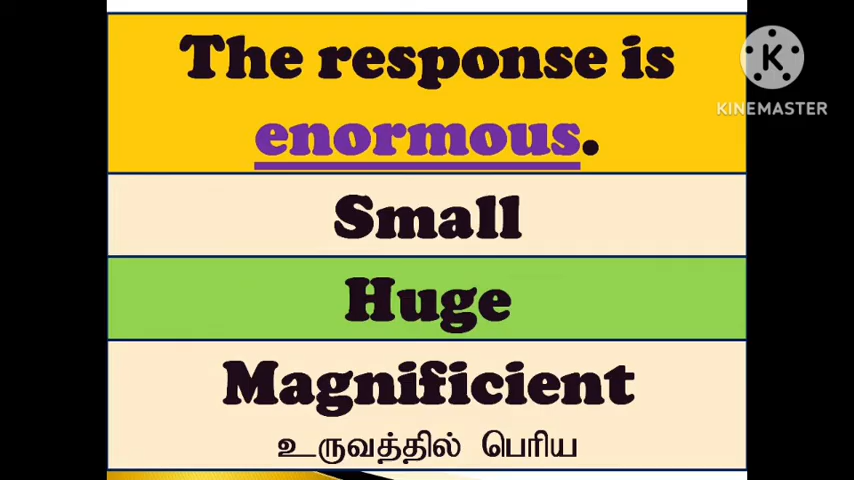 The response is
enormous.
KINEMASTER
Small
Huge
Magnificient
உருவத்தில் பெரிய